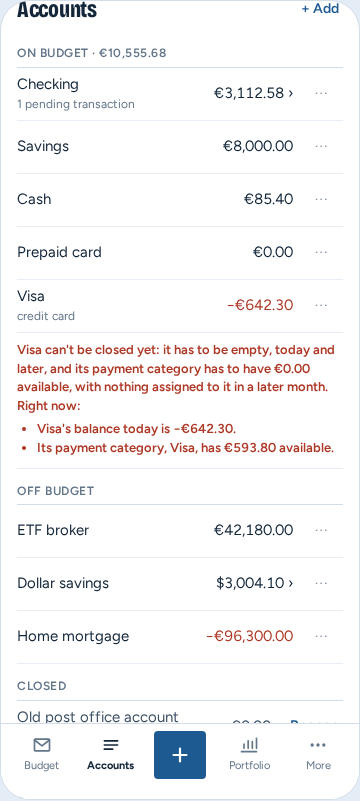 Accounts
+ Add
ON BUDGET · €10,555.68
Checking
1 pending transaction
€3,112.58 ›
···
Savings
€8,000.00
···
Cash
€85.40
···
Prepaid card
€0.00
···
Visa
credit card
−€642.30
···
Visa can't be closed yet: it has to be empty, today and
later, and its payment category has to have €0.00
available, with nothing assigned to it in a later month.
Right now:
• Visa's balance today is −€642.30.
• Its payment category, Visa, has €593.80 available.
OFF BUDGET
ETF broker
€42,180.00
···
Dollar savings
$3,004.10 ›
···
Home mortgage
−€96,300.00
···
CLOSED
Old post office account
Budget
Accounts
+
Portfolio
More